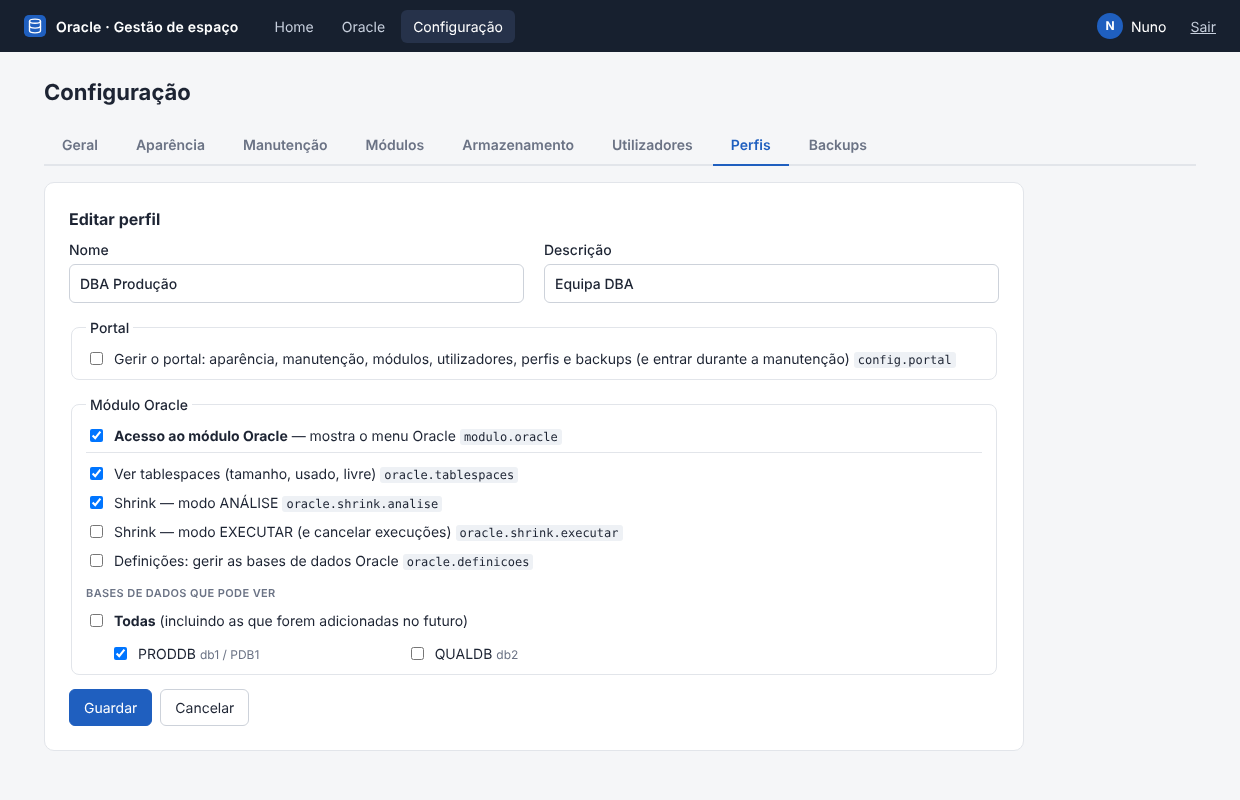 Oracle · Gestão de espaço Home Oracle Configuração N Nuno Sair
Configuração
Geral Aparência Manutenção Módulos Armazenamento Utilizadores Perfis Backups
Editar perfil
Nome Descrição
DBA Produção Equipa DBA
Portal
Gerir o portal: aparência, manutenção, módulos, utilizadores, perfis e backups (e entrar durante a manutenção) config.portal
Módulo Oracle
Acesso ao módulo Oracle — mostra o menu Oracle modulo.oracle
Ver tablespaces (tamanho, usado, livre) oracle.tablespaces
Shrink — modo ANÁLISE oracle.shrink.analise
Shrink — modo EXECUTAR (e cancelar execuções) oracle.shrink.executar
Definições: gerir as bases de dados Oracle oracle.definicoes
BASES DE DADOS QUE PODE VER
Todas (incluindo as que forem adicionadas no futuro)
PRODDB db1 / PDB1 QUALDB db2
Guardar Cancelar